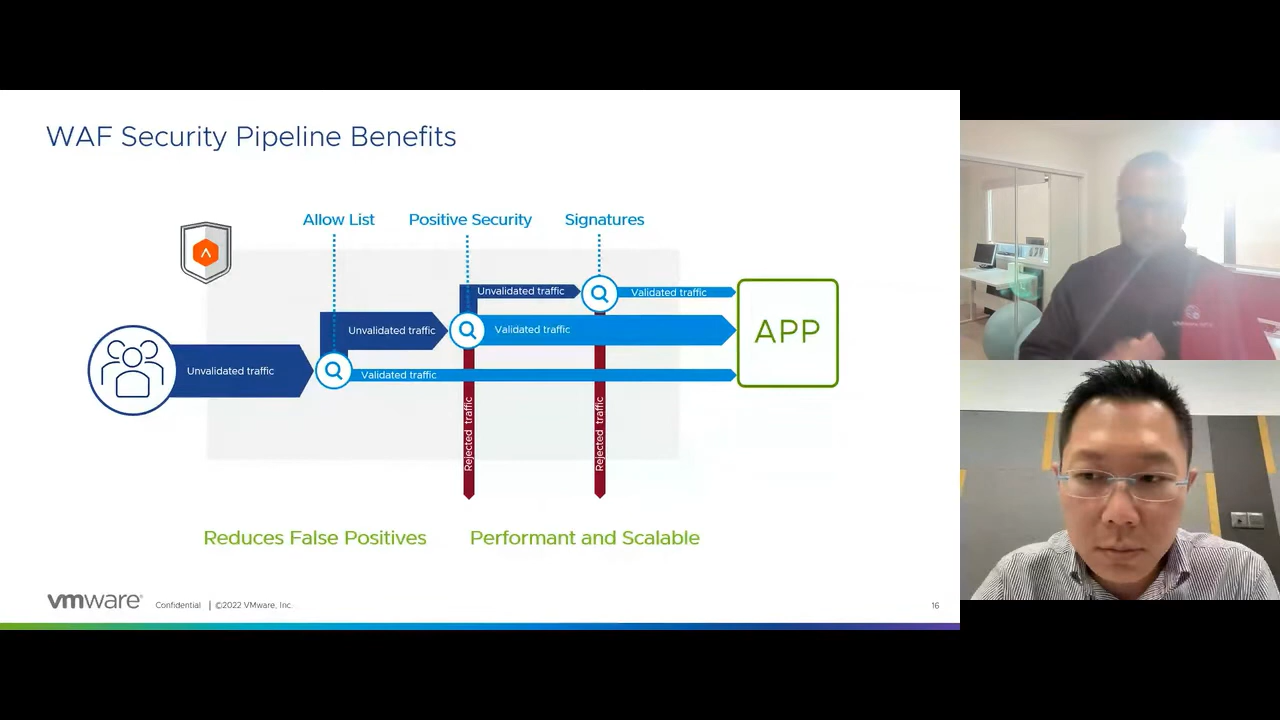 WAF Security Pipeline Benefits
Allow List
Positive Security
Signatures
Unvalidated traffic
Validated traffic
Unvalidated traffic
Validated traffic
APP
Unvalidated traffic
Validated traffic
Rejected traffic
Rejected traffic
Reduces False Positives
Performant and Scalable
vmware®
Confidential | ©2022 VMware, Inc.
16